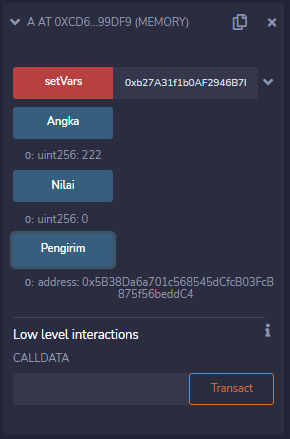 A AT 0XCD6...99DF9 (MEMORY)
setVars 0xb27A31f1b0AF2946B7I
Angka
0: uint256: 222
Nilai
0: uint256: 0
Pengirim
0: address: 0x5B38Da6a701c568545dCfcB03FcB
875f56beddC4
Low level interactions
CALLDATA
Transact